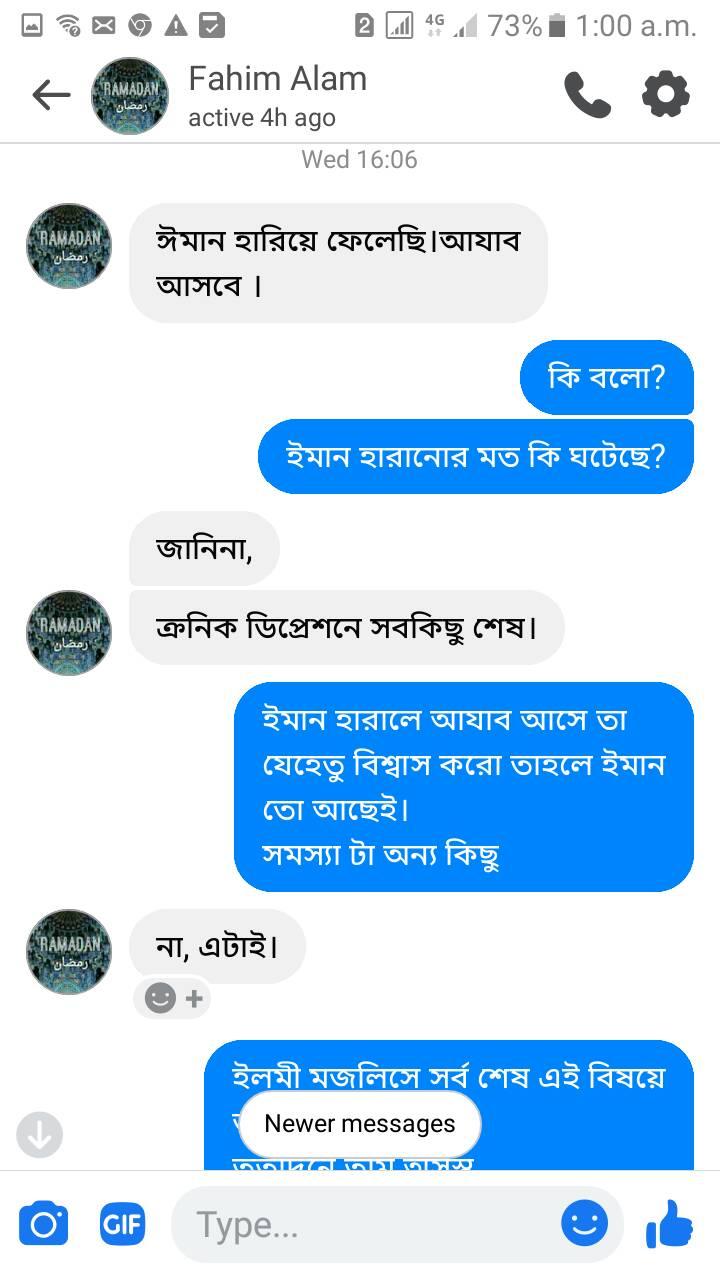 2 4G 73% 1:00 a.m.
RAMADAN
رمضان
Fahim Alam
active 4h ago
Wed 16:06
RAMADAN
رمضان
ঈমান হারিয়ে ফেলেছি।আযাব
আসবে ।
কি বলো?
ইমান হারানোর মত কি ঘটেছে?
জানিনা,
RAMADAN
رمضان
ক্রনিক ডিপ্রেশনে সবকিছু শেষ।
ইমান হারালে আযাব আসে তা
যেহেতু বিশ্বাস করো তাহলে ইমান
তো আছেই।
সমস্যা টা অন্য কিছু
RAMADAN
رمضان
না, এটাই।
ইলমী মজলিসে সর্ব শেষ এই বিষয়ে
Newer messages
GIF
Type...